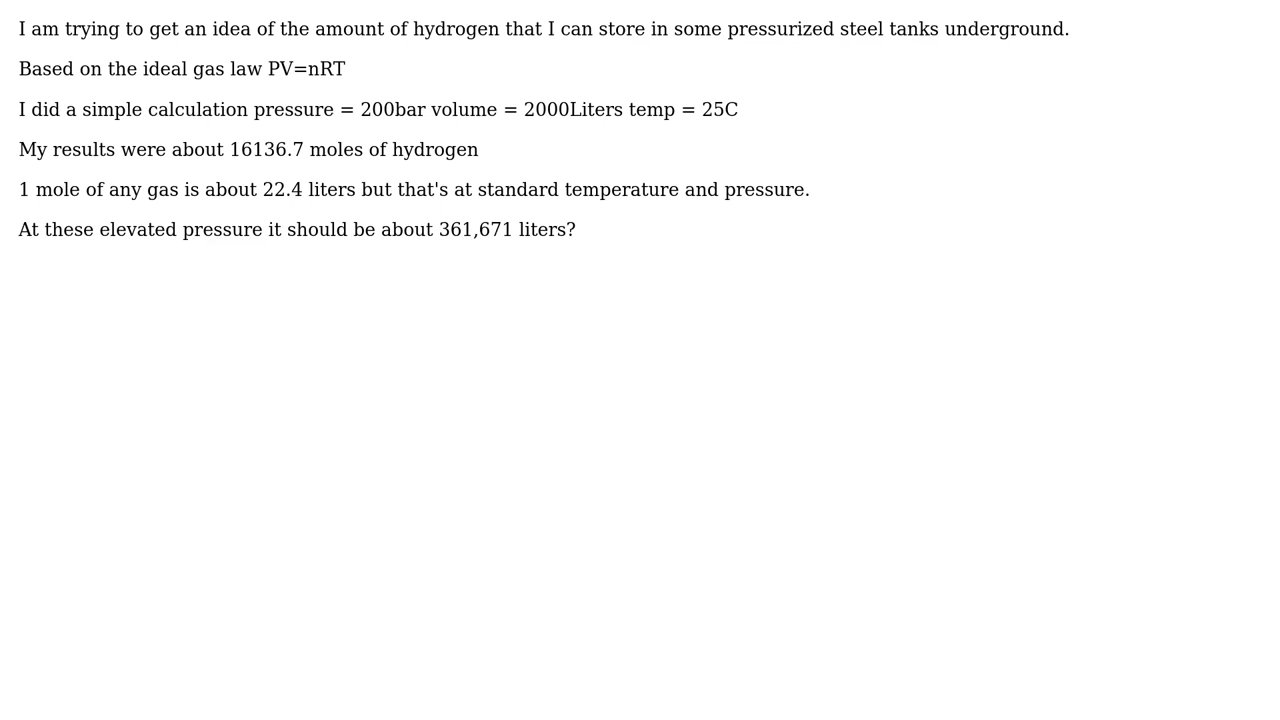 I am trying to get an idea of the amount of hydrogen that I can store in some pressurized steel tanks underground.
Based on the ideal gas law PV=nRT
I did a simple calculation pressure = 200bar volume = 2000Liters temp = 25C
My results were about 16136.7 moles of hydrogen
1 mole of any gas is about 22.4 liters but that's at standard temperature and pressure.
At these elevated pressure it should be about 361,671 liters?